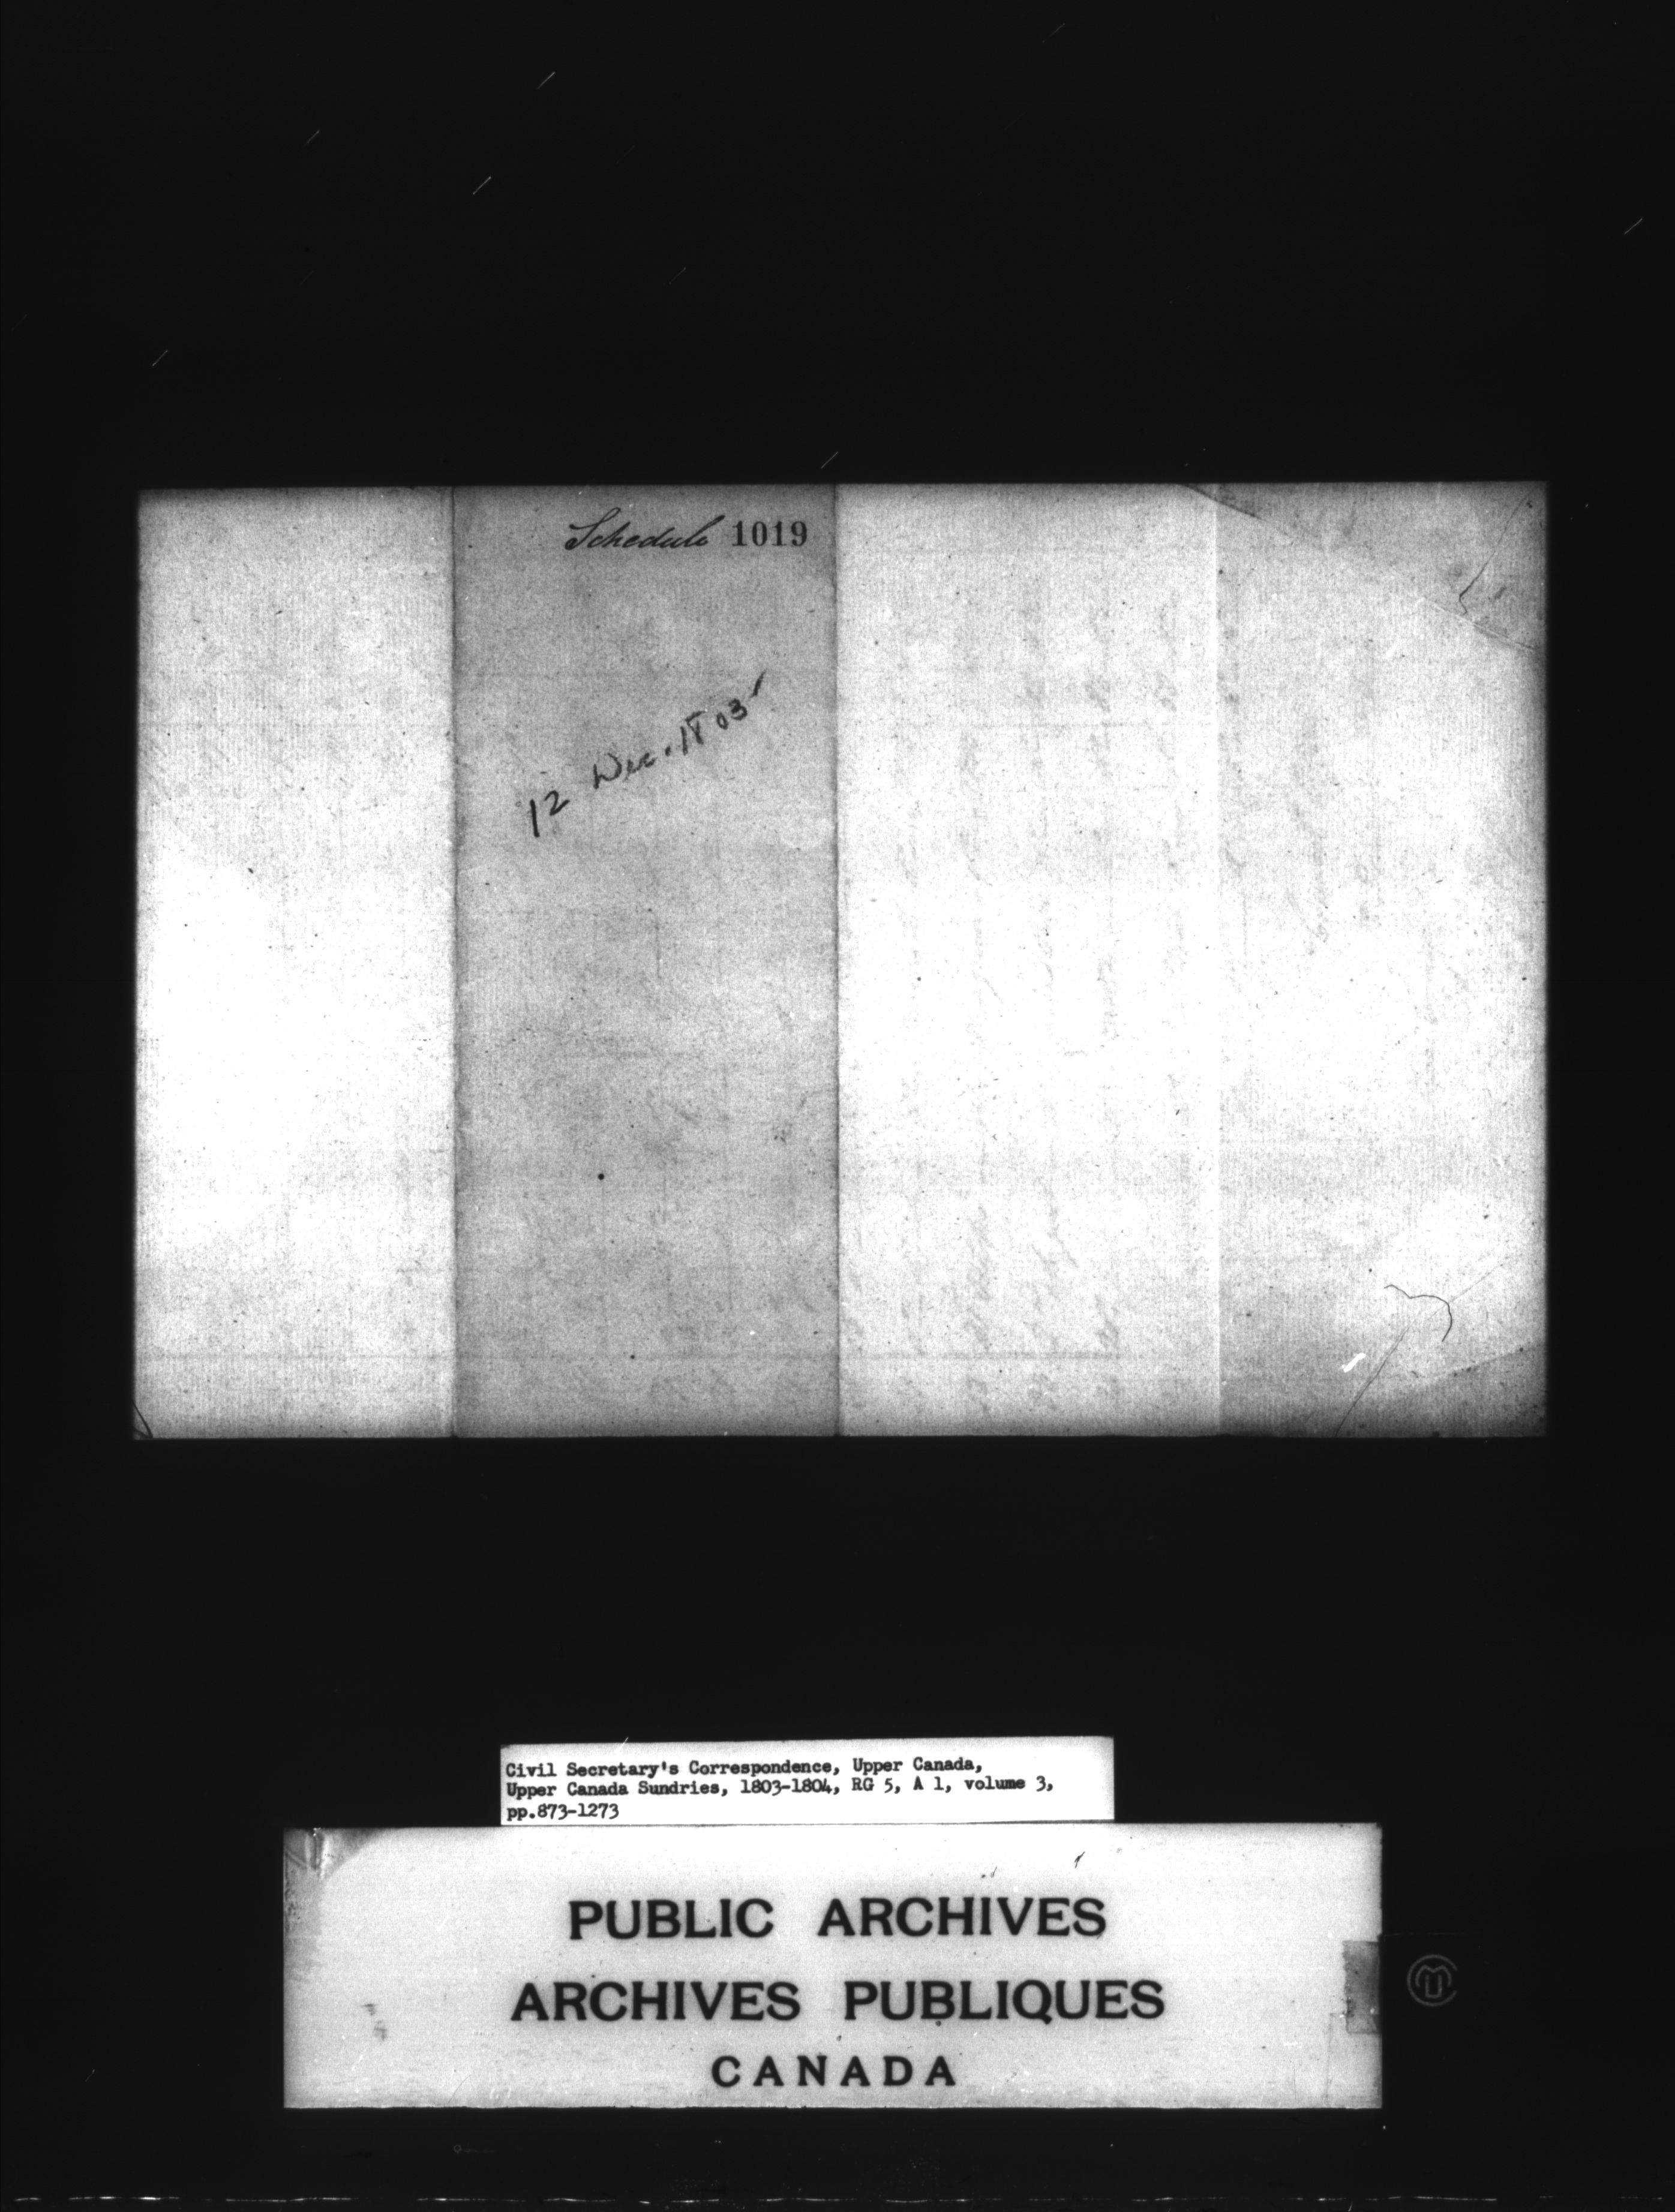 Schedule 1019
12 Dec. 1803
Civil Secretary's Correspondence, Upper Canada,
Upper Canada Sundries, 1803-1804, RG 5, A 1, volume 3,
pp.873-1273
PUBLIC ARCHIVES
ARCHIVES PUBLIQUES
CANADA